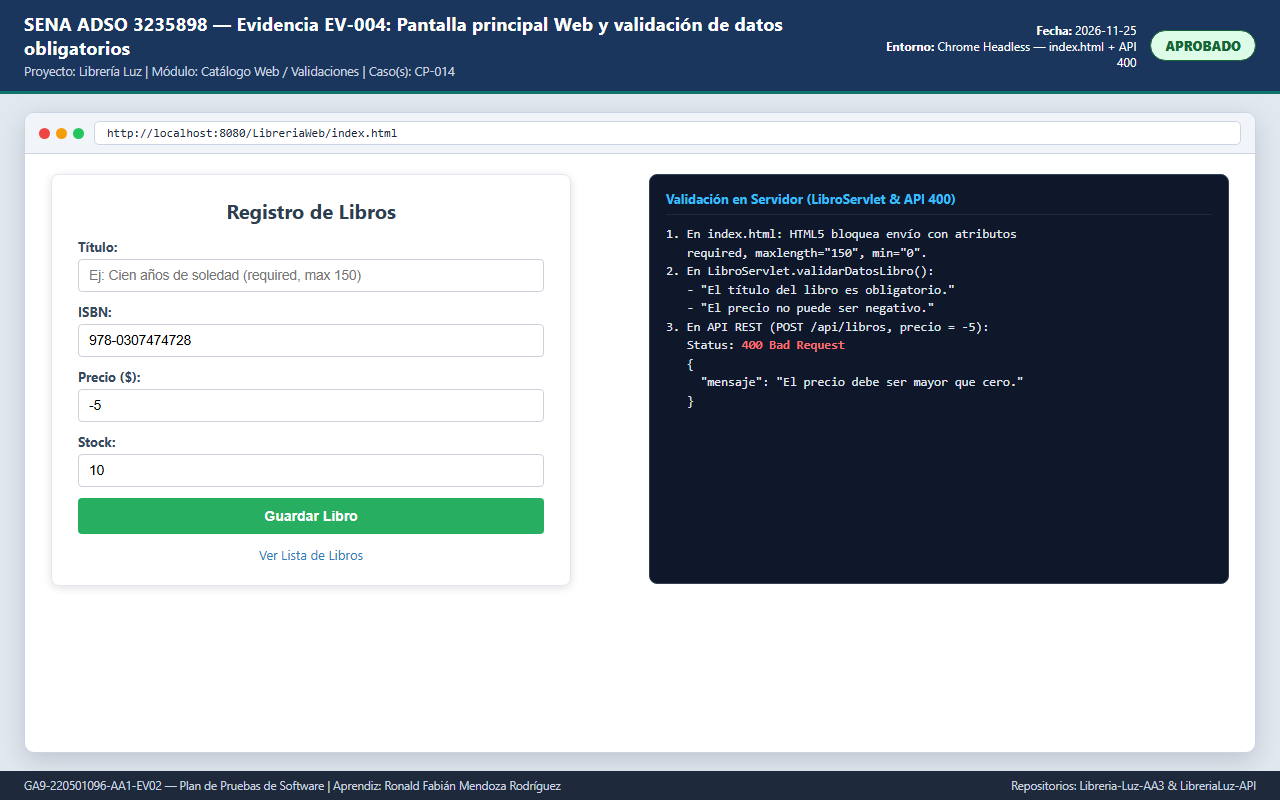 SENA ADSO 3235898 — Evidencia EV-004: Pantalla principal Web y validación de datos
obligatorios
Proyecto: Librería Luz | Módulo: Catálogo Web / Validaciones | Caso(s): CP-014
Fecha: 2026-11-25
Entorno: Chrome Headless — index.html + API
400
APROBADO
http://localhost:8080/LibreriaWeb/index.html
Registro de Libros
Título:
Ej: Cien años de soledad (required, max 150)
ISBN:
978-0307474728
Precio ($):
-5
Stock:
10
Guardar Libro
Ver Lista de Libros
Validación en Servidor (LibroServlet & API 400)
1. En index.html: HTML5 bloquea envío con atributos
required, maxlength="150", min="0".
2. En LibroServlet.validarDatosLibro():
- "El título del libro es obligatorio."
- "El precio no puede ser negativo."
3. En API REST (POST /api/libros, precio = -5):
Status: 400 Bad Request
{
"mensaje": "El precio debe ser mayor que cero."
}
GA9-220501096-AA1-EV02 — Plan de Pruebas de Software | Aprendiz: Ronald Fabián Mendoza Rodríguez
Repositorios: Libreria-Luz-AA3 & LibreriaLuz-API